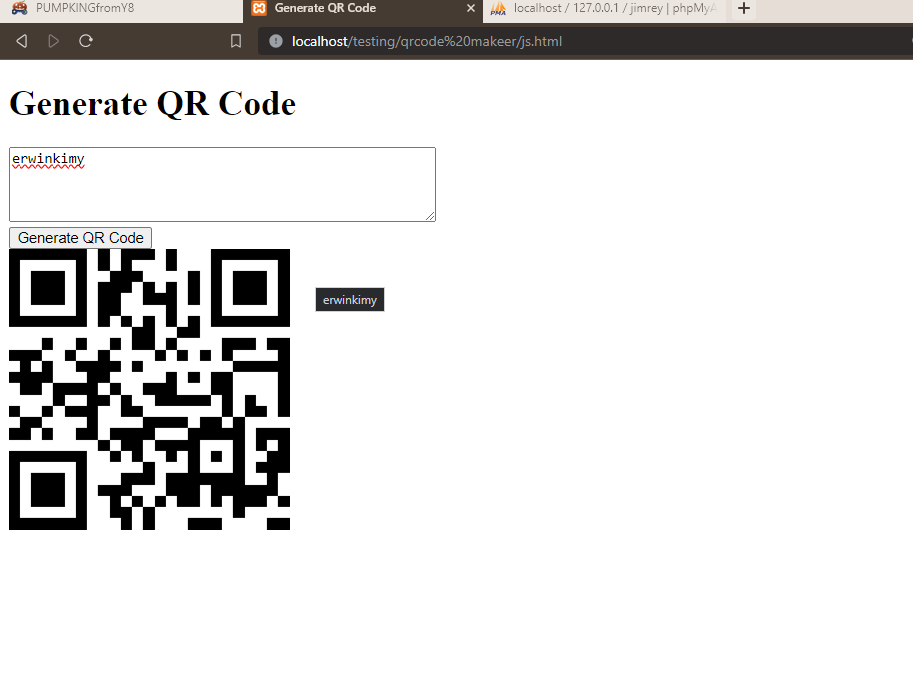 PUMPKINGfromY8
Generate QR Code
localhost / 127.0.0.1 / jimrey | phpMyA
localhost/testing/qrcode%20makeer/js.html
Generate QR Code
erwinkimy
Generate QR Code
erwinkimy